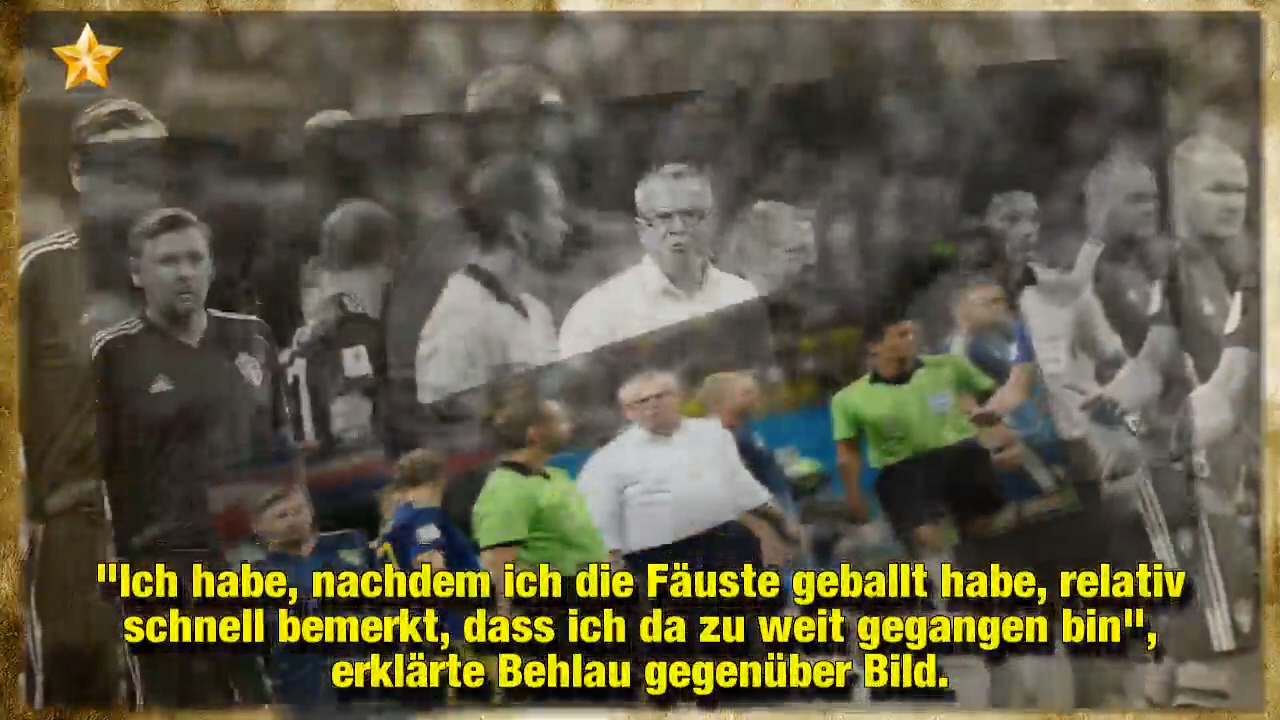 "Ich habe, nachdem ich die Fäuste geballt habe, relativ
schnell bemerkt, dass ich da zu weit gegangen bin",
erklärte Behlau gegenüber Bild.